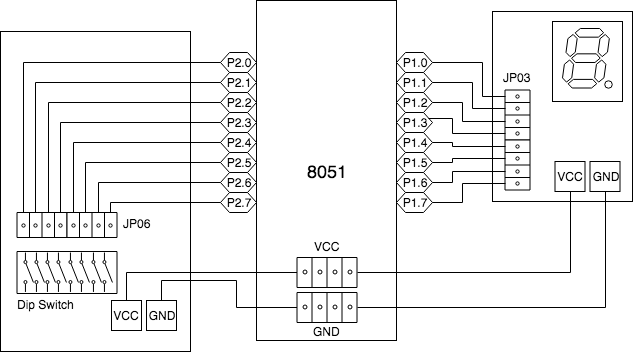 P2.0
P2.1
P2.2
P2.3
P2.4
P2.5
P2.6
P2.7
JP06
Dip Switch
VCC
GND
8051
VCC
GND
P1.0
P1.1
P1.2
P1.3
P1.4
P1.5
P1.6
P1.7
JP03
VCC
GND